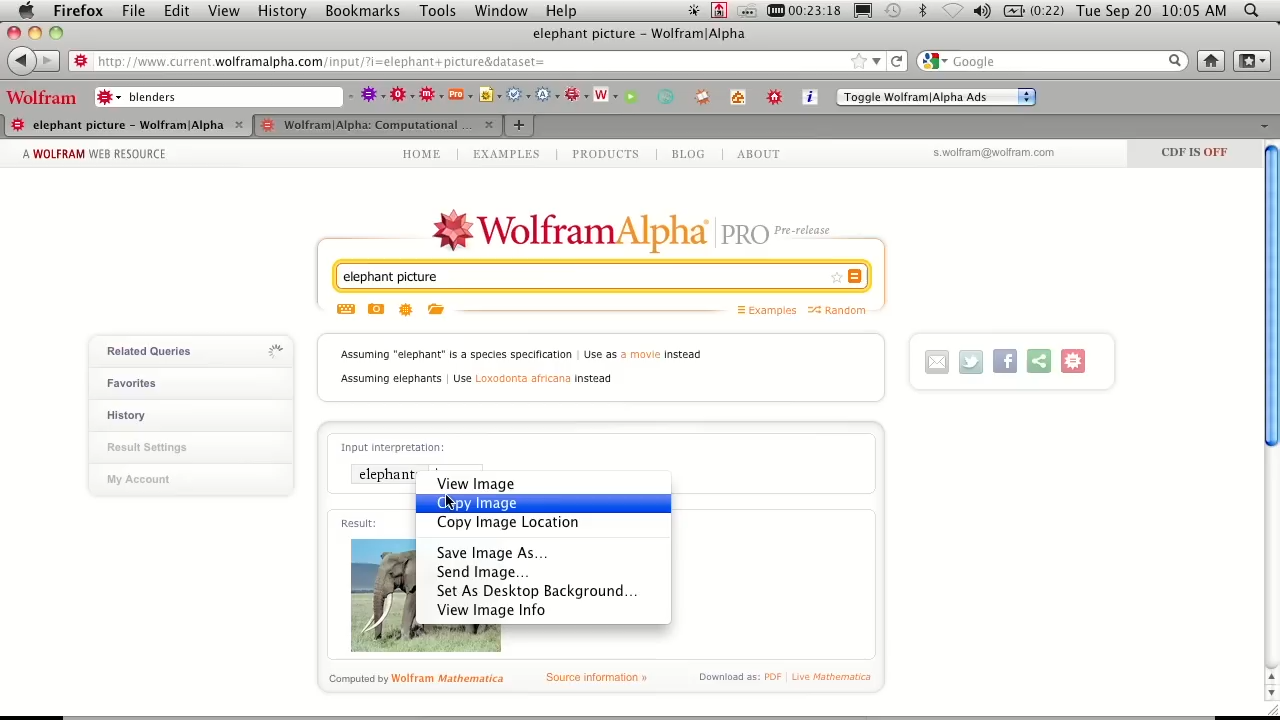 Firefox File Edit View History Bookmarks Tools Window Help 00:23:18 (0:22) Tue Sep 20 10:05 AM
elephant picture – Wolfram|Alpha
http://www.current.wolframalpha.com/input/?i=elephant+picture&dataset= Google
Wolfram blenders Pro W i Toggle Wolfram|Alpha Ads
elephant picture – Wolfram|Alpha Wolfram|Alpha: Computational ...
A WOLFRAM WEB RESOURCE HOME | EXAMPLES | PRODUCTS | BLOG | ABOUT s.wolfram@wolfram.com CDF IS OFF
WolframAlpha PRO Pre-release
elephant picture
Examples Random
Related Queries
Favorites
History
Result Settings
My Account
Assuming "elephant" is a species specification | Use as a movie instead
Assuming elephants | Use Loxodonta africana instead
Input interpretation:
elephants
View Image
Copy Image
Copy Image Location
Save Image As...
Send Image...
Set As Desktop Background...
View Image Info
Result:
Computed by Wolfram Mathematica Source information » Download as: PDF | Live Mathematica